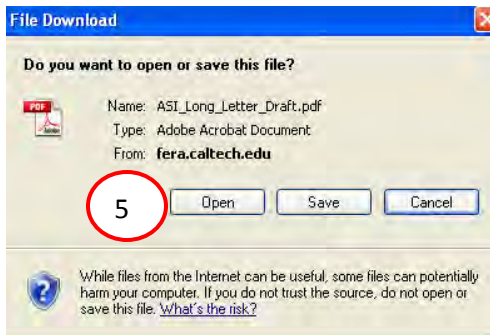 File Download
Do you want to open or save this file?
PDF
Adobe
Name: ASI_Long_Letter_Draft.pdf
Type: Adobe Acrobat Document
From: fera.caltech.edu
5
Open Save Cancel
While files from the Internet can be useful, some files can potentially
harm your computer. If you do not trust the source, do not open or
save this file. What's the risk?